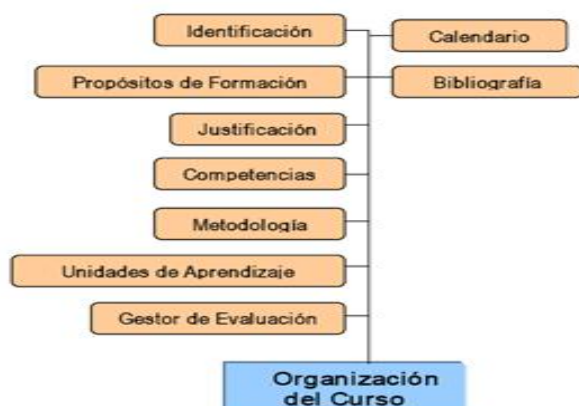 Identificación
Calendario
Propósitos de Formación
Bibliografía
Justificación
Competencias
Metodología
Unidades de Aprendizaje
Gestor de Evaluación
Organización
del Curso